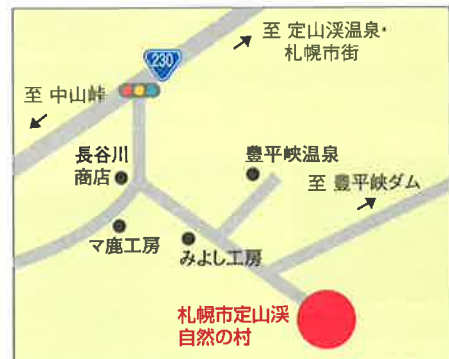 至 定山渓温泉・
札幌市街
230
至 中山峠
長谷川
商店
豊平峡温泉
至 豊平峡ダム
マ鹿工房
みよし工房
札幌市定山渓
自然の村